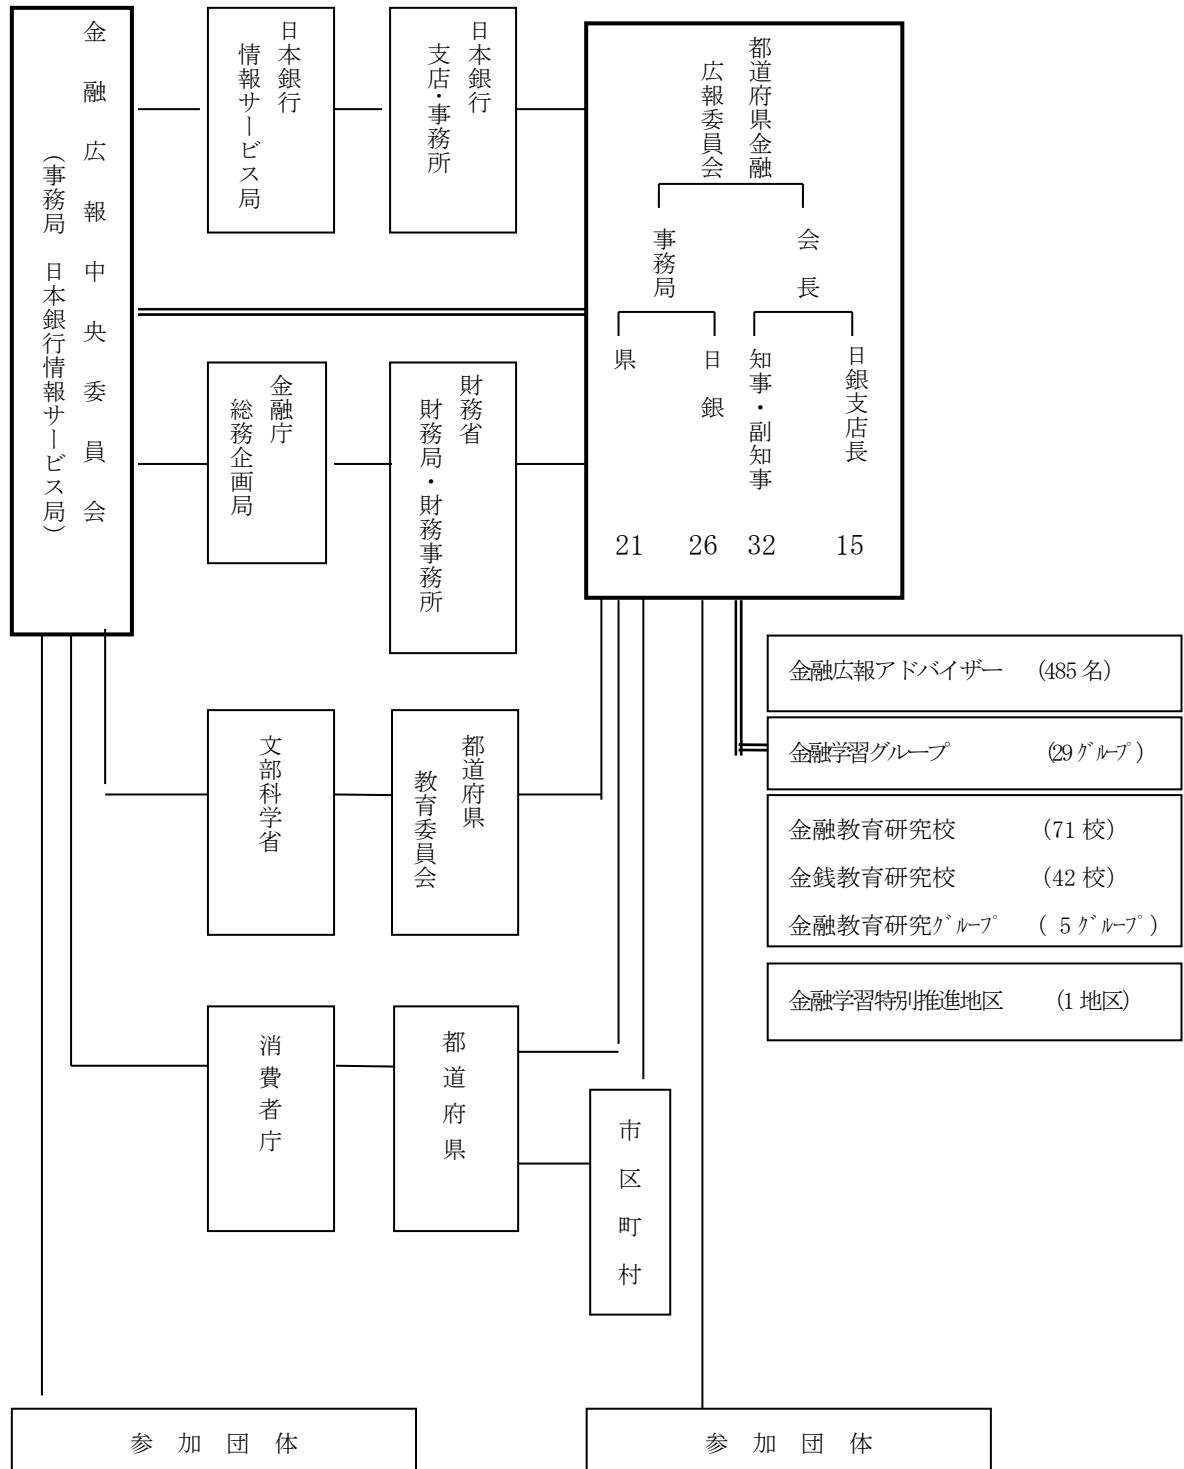 金融広報中央委員会
(事務局 日本銀行情報サービス局)
日本銀行
情報サービス局
日本銀行
支店・事務所
都道府県金融
広報委員会
会長
事務局
日銀支店長
知事・副知事
日銀
県
21 26 32 15
金融庁
総務企画局
財務省
財務局・財務事務所
文部科学省
都道府県
教育委員会
消費者庁
都道府県
市区町村
金融広報アドバイザー (485名)
金融学習グループ (29グループ)
金融教育研究校 (71校)
金銭教育研究校 (42校)
金融教育研究グループ ( 5グループ)
金融学習特別推進地区 (1地区)
参加団体
参加団体